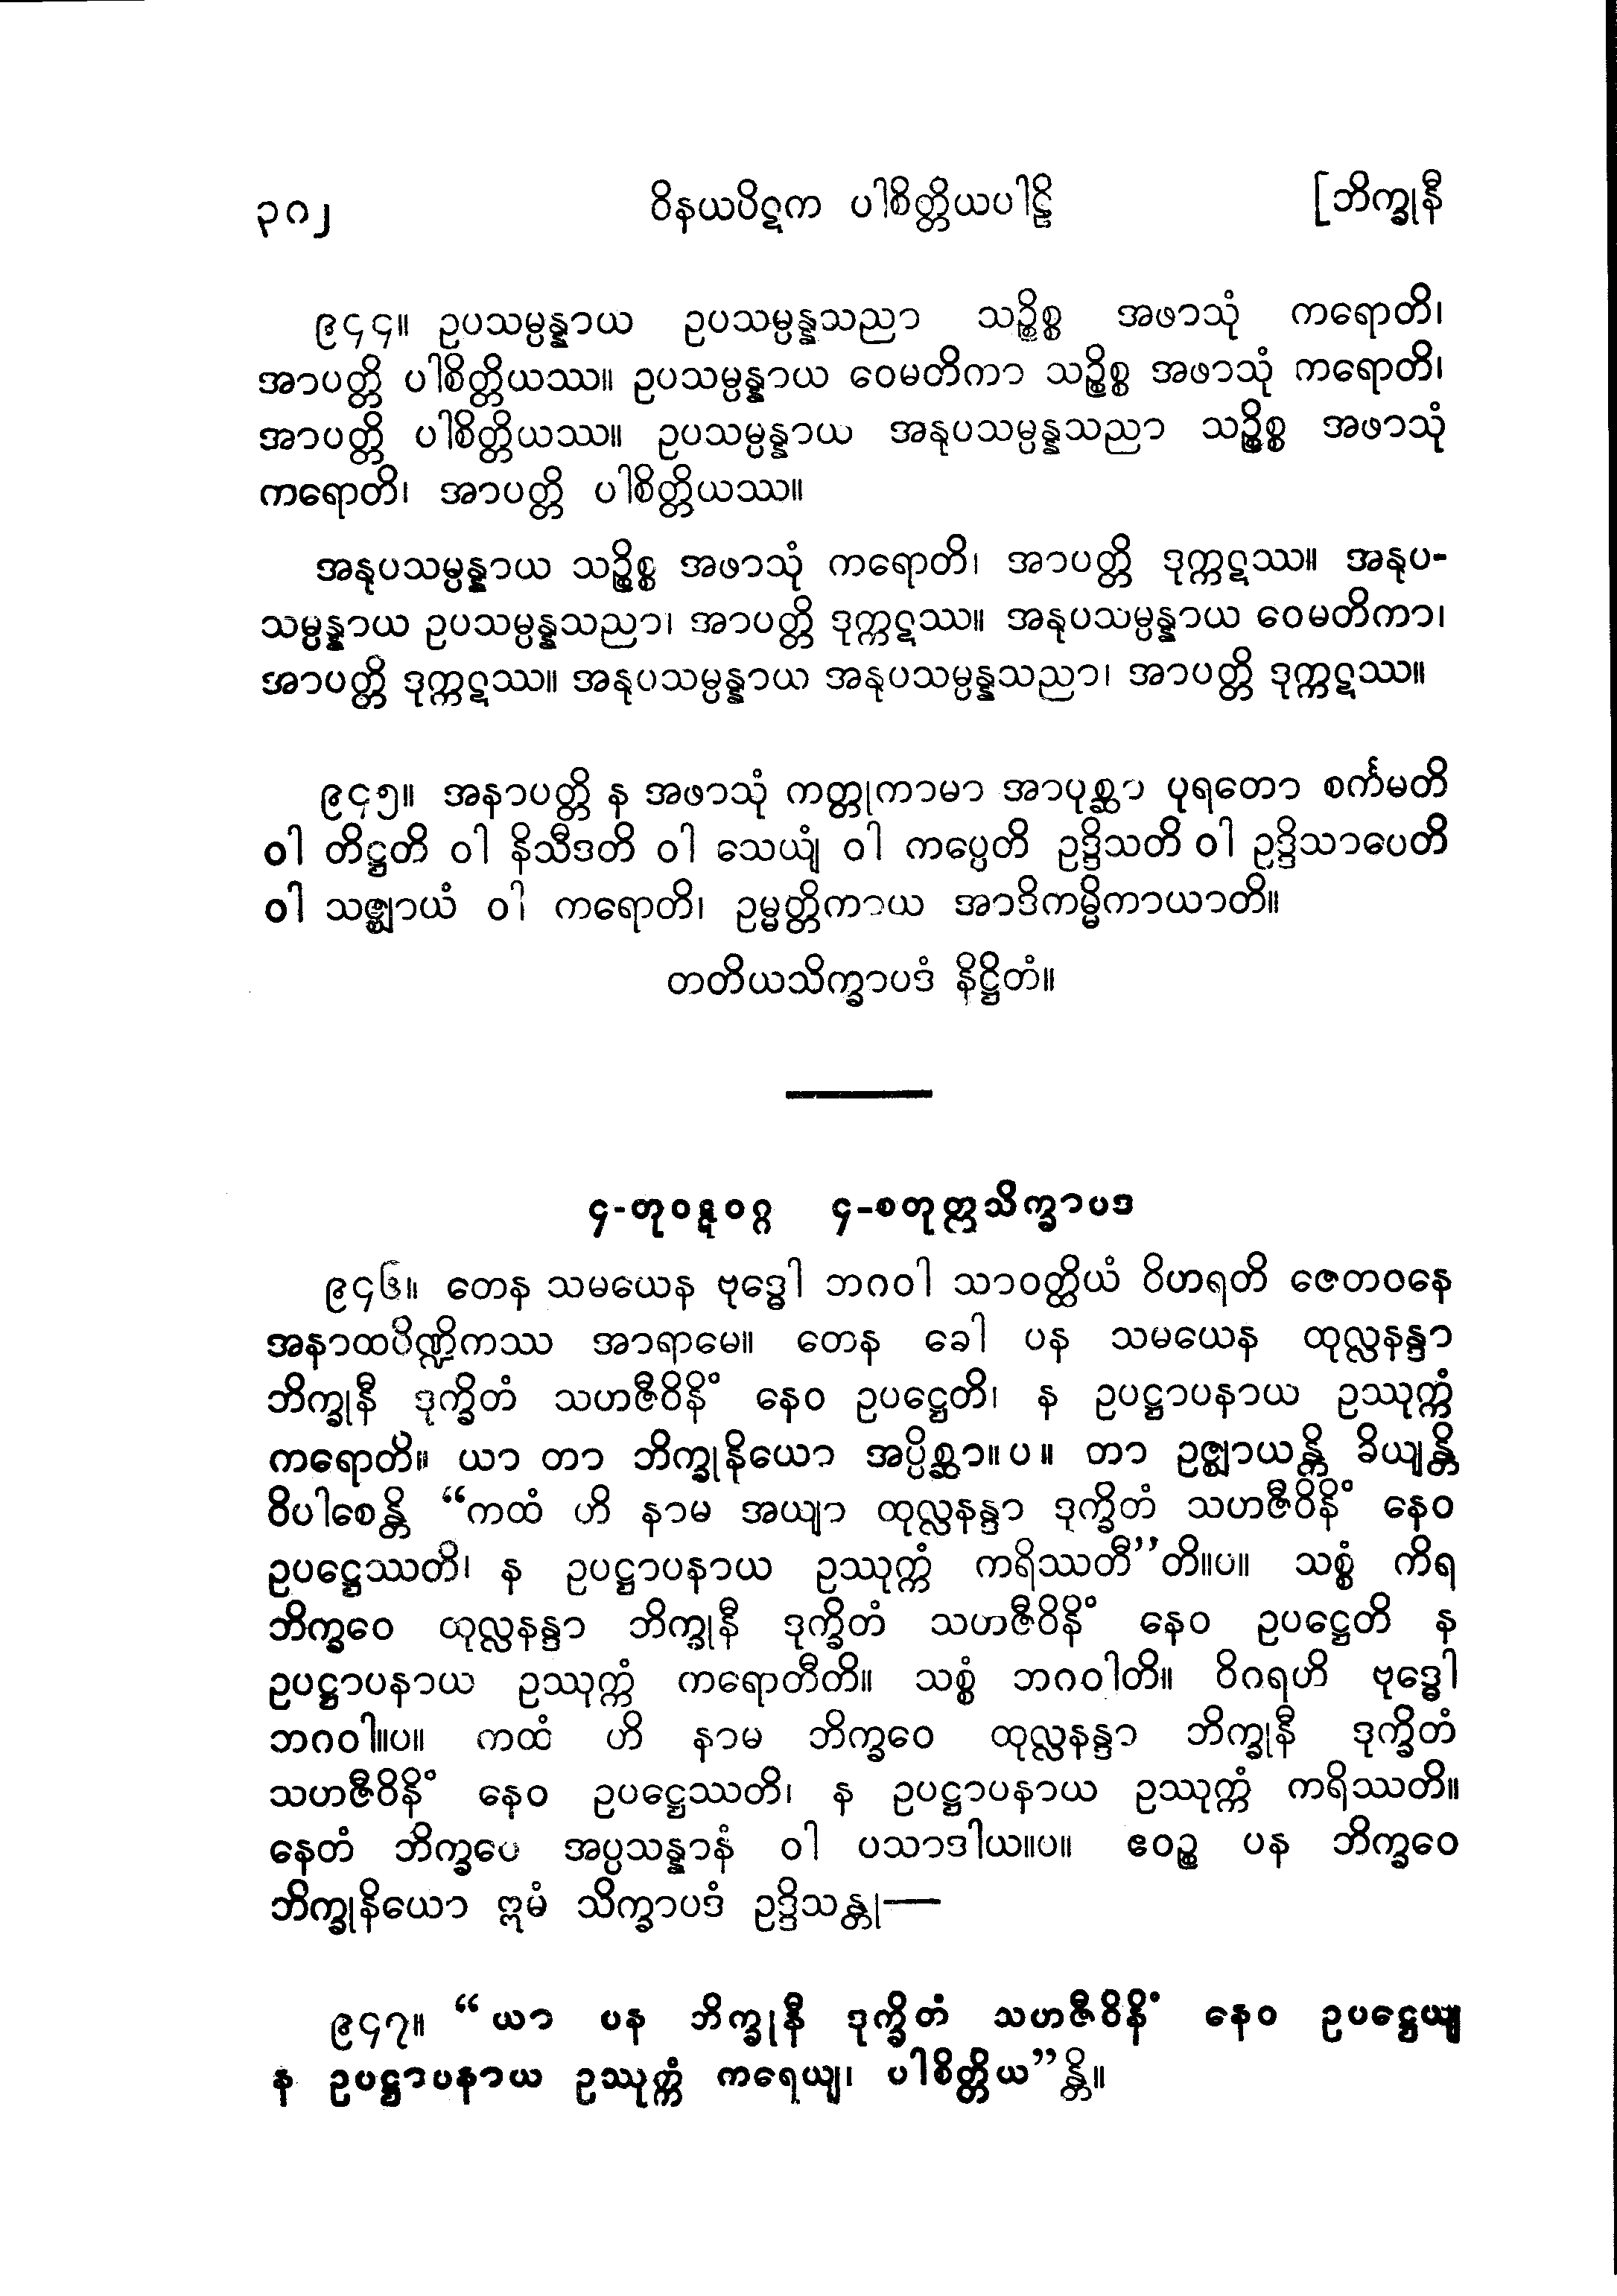 ၃၈၂ ဝိနယပိဋက ပါစိတ္တိယပါဠိ [ဘိက္ခုနီ
၉၄၄။ ဥပသမ္ပန္နာယ ဥပသမ္ပန္နသညာ သဉ္စိစ္စ အဖာသုံ ကရောတိ၊
အာပတ္တိ ပါစိတ္တိယဿ။ ဥပသမ္ပန္နာယ ဝေမတိကာ သဉ္စိစ္စ အဖာသုံ ကရောတိ၊
အာပတ္တိ ပါစိတ္တိယဿ။ ဥပသမ္ပန္နာယ အနုပသမ္ပန္နသညာ သဉ္စိစ္စ အဖာသုံ
ကရောတိ၊ အာပတ္တိ ပါစိတ္တိယဿ။
အနုပသမ္ပန္နာယ သဉ္စိစ္စ အဖာသုံ ကရောတိ၊ အာပတ္တိ ဒုက္ကဋဿ။ အနုပ-
သမ္ပန္နာယ ဥပသမ္ပန္နသညာ၊ အာပတ္တိ ဒုက္ကဋဿ။ အနုပသမ္ပန္နာယ ဝေမတိကာ၊
အာပတ္တိ ဒုက္ကဋဿ။ အနုပသမ္ပန္နာယ အနုပသမ္ပန္နသညာ၊ အာပတ္တိ ဒုက္ကဋဿ။
၉၄၅။ အနာပတ္တိ န အဖာသုံ ကတ္တုကာမာ အာပုစ္ဆာ ပုရတော စင်္ကမတိ
ဝါ တိဋ္ဌတိ ဝါ နိသီဒတိ ဝါ သေယျံ ဝါ ကပ္ပေတိ ဥဒ္ဒိသတိ ဝါ ဥဒ္ဒိသာပေတိ
ဝါ သဇ္ဈာယံ ဝါ ကရောတိ၊ ဥမ္မတ္တိကာယ အာဒိကမ္မိကာယာတိ။
တတိယသိက္ခာပဒံ နိဋ္ဌိတံ။
၄-တုဝဋ္ဋဝဂ္ဂ ၄-စတုတ္ထသိက္ခာပဒ
၉၄၆။ တေန သမယေန ဗုဒ္ဓေါ ဘဂဝါ သာဝတ္ထိယံ ဝိဟရတိ ဇေတဝနေ
အနာထပိဏ္ဍိကဿ အာရာမေ။ တေန ခေါ ပန သမယေန ထုလ္လနန္ဒာ
ဘိက္ခုနီ ဒုက္ခိတံ သဟဇီဝိနိံ နေဝ ဥပဋ္ဌေတိ၊ န ဥပဋ္ဌာပနာယ ဥဿုက္ကံ
ကရောတိ။ ယာ တာ ဘိက္ခုနိယော အပ္ပိစ္ဆာ။ပ။ တာ ဥဇ္ဈာယန္တိ ခိယျန္တိ
ဝိပါစေန္တိ “ကထံ ဟိ နာမ အယျာ ထုလ္လနန္ဒာ ဒုက္ခိတံ သဟဇီဝိနိံ နေဝ
ဥပဋ္ဌေဿတိ၊ န ဥပဋ္ဌာပနာယ ဥဿုက္ကံ ကရိဿတီ”တိ။ပ။ သစ္စံ ကိရ
ဘိက္ခဝေ ထုလ္လနန္ဒာ ဘိက္ခုနီ ဒုက္ခိတံ သဟဇီဝိနိံ နေဝ ဥပဋ္ဌေတိ န
ဥပဋ္ဌာပနာယ ဥဿုက္ကံ ကရောတီတိ။ သစ္စံ ဘဂဝါတိ။ ဝိဂရဟိ ဗုဒ္ဓေါ
ဘဂဝါ။ပ။ ကထံ ဟိ နာမ ဘိက္ခဝေ ထုလ္လနန္ဒာ ဘိက္ခုနီ ဒုက္ခိတံ
သဟဇီဝိနိံ နေဝ ဥပဋ္ဌေဿတိ၊ န ဥပဋ္ဌာပနာယ ဥဿုက္ကံ ကရိဿတိ။
နေတံ ဘိက္ခဝေ အပ္ပသန္နာနံ ဝါ ပသာဒါယ။ပ။ ဧဝဉ္စ ပန ဘိက္ခဝေ
ဘိက္ခုနိယော ဣမံ သိက္ခာပဒံ ဥဒ္ဒိသန္တု—
၉၄၇။ “ယာ ပန ဘိက္ခုနီ ဒုက္ခိတံ သဟဇီဝိနိံ နေဝ ဥပဋ္ဌေယျ
န ဥပဋ္ဌာပနာယ ဥဿုက္ကံ ကရေယျ၊ ပါစိတ္တိယ”န္တိ။